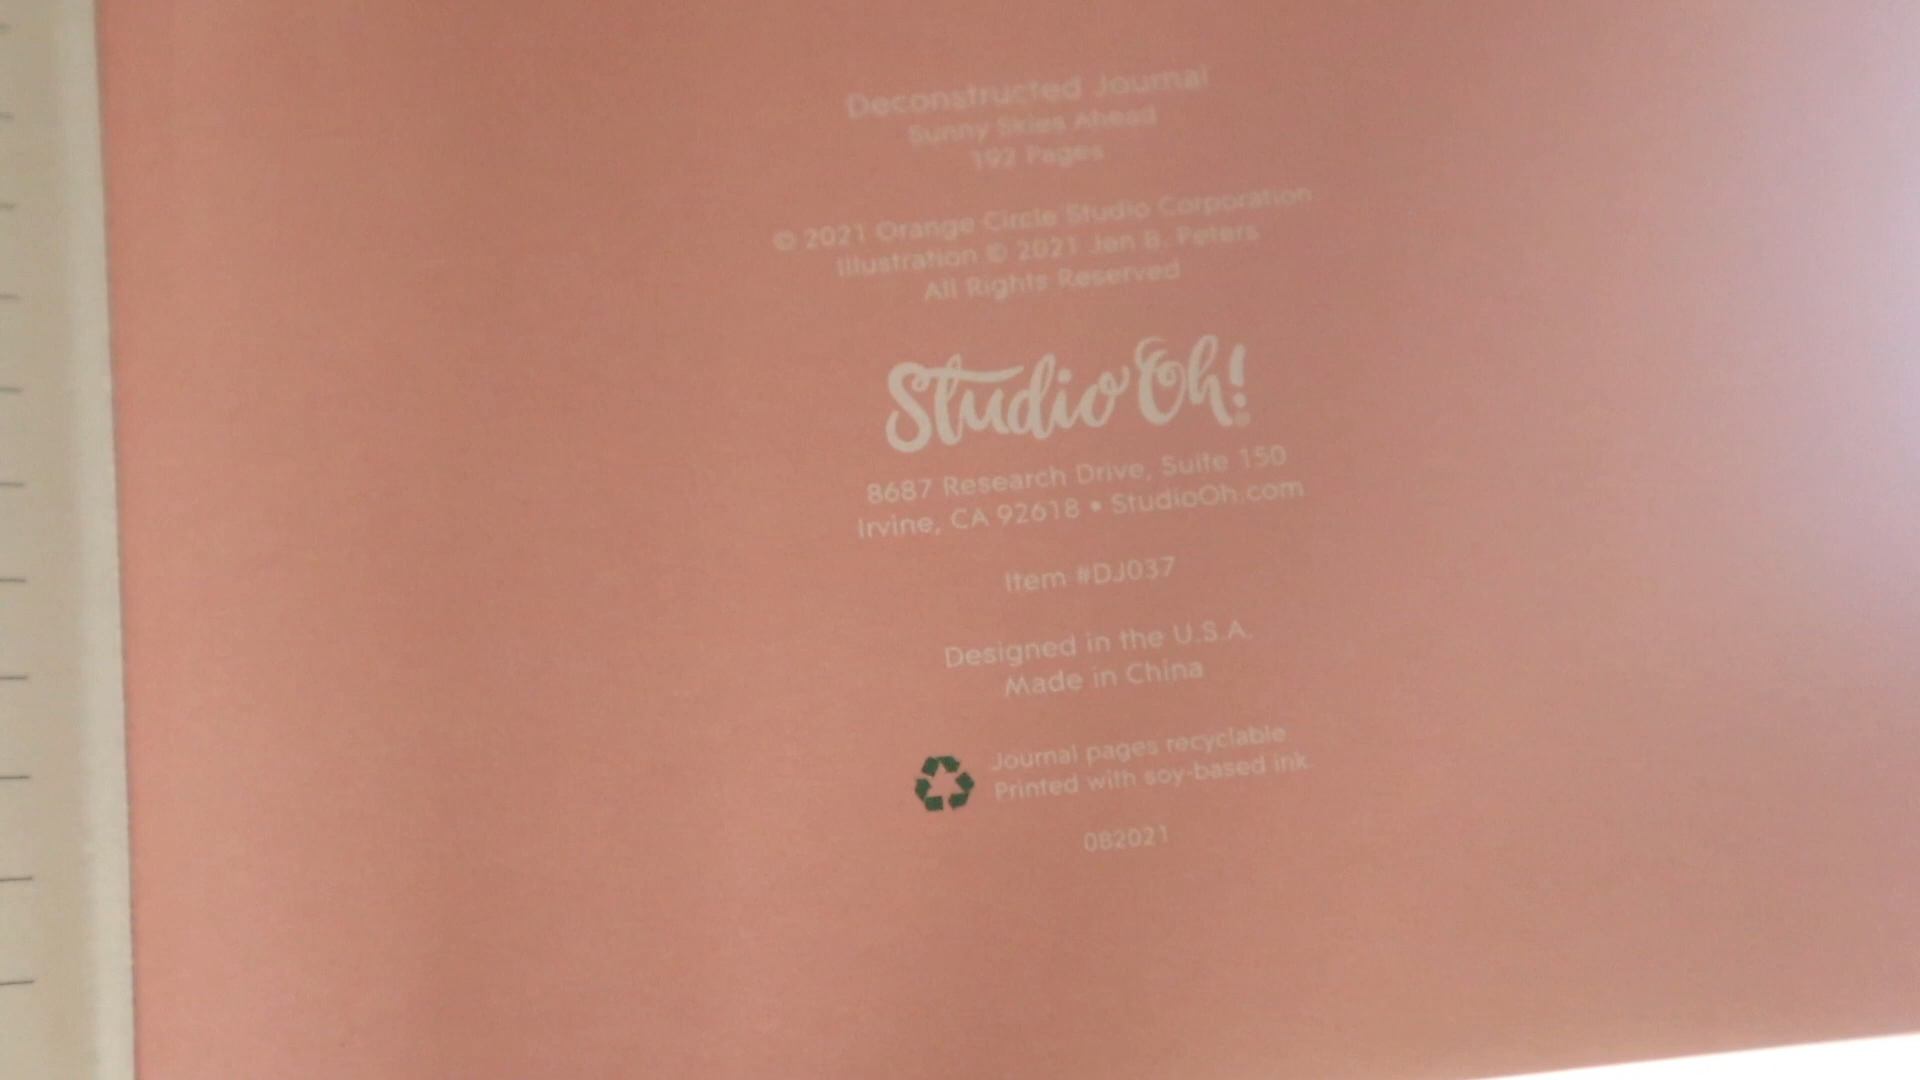 Deconstructed Journal
Sunny Skies Ahead
192 Pages
© 2021 Orange Circle Studio Corporation
Illustration © 2021 Jen B. Peters
All Rights Reserved
Studio Oh!
8687 Research Drive, Suite 150
Irvine, CA 92618 • StudioOh.com
Item #DJ037
Designed in the U.S.A.
Made in China
Journal pages recyclable
Printed with soy-based ink
082021